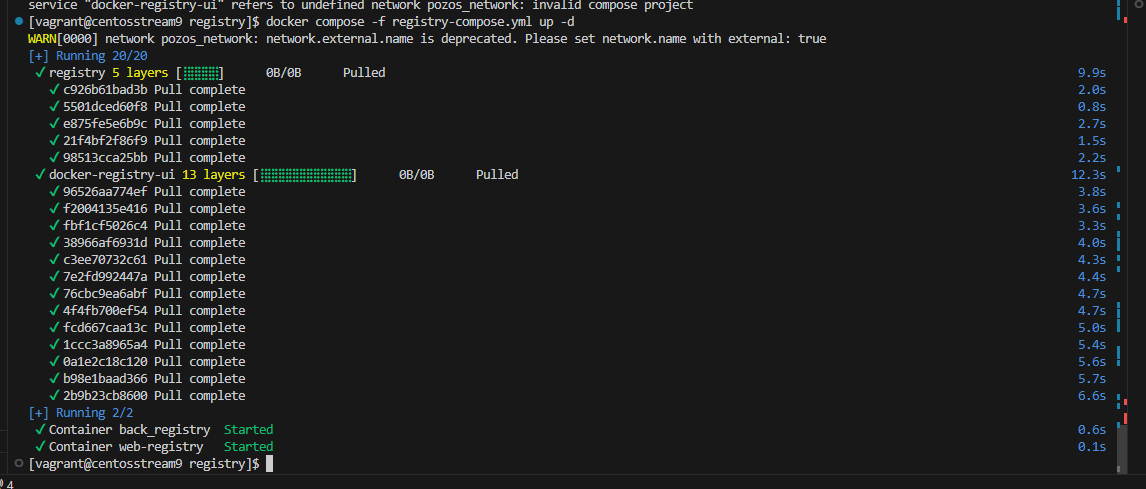 service "docker-registry-ui" refers to undefined network pozos_network: invalid compose project
[vagrant@centosstream9 registry]$ docker compose -f registry-compose.yml up -d
WARN[0000] network pozos_network: network.external.name is deprecated. Please set network.name with external: true
[+] Running 20/20
✔ registry 5 layers [⣿⣿⣿⣿⣿] 0B/0B Pulled 9.9s
✔ c926b61bad3b Pull complete 2.0s
✔ 5501dced60f8 Pull complete 0.8s
✔ e875fe5e6b9c Pull complete 2.7s
✔ 21f4bf2f86f9 Pull complete 1.5s
✔ 98513cca25bb Pull complete 2.2s
✔ docker-registry-ui 13 layers [⣿⣿⣿⣿⣿⣿⣿⣿⣿⣿⣿⣿⣿] 0B/0B Pulled 12.3s
✔ 96526aa774ef Pull complete 3.8s
✔ f2004135e416 Pull complete 3.6s
✔ fbf1cf5026c4 Pull complete 3.3s
✔ 38966af6931d Pull complete 4.0s
✔ c3ee70732c61 Pull complete 4.3s
✔ 7e2fd992447a Pull complete 4.4s
✔ 76cbc9ea6abf Pull complete 4.7s
✔ 4f4fb700ef54 Pull complete 4.7s
✔ fcd667caa13c Pull complete 5.0s
✔ 1ccc3a8965a4 Pull complete 5.4s
✔ 0a1e2c18c120 Pull complete 5.6s
✔ b98e1baad366 Pull complete 5.7s
✔ 2b9b23cb8600 Pull complete 6.6s
[+] Running 2/2
✔ Container back_registry Started 0.6s
✔ Container web-registry Started 0.1s
[vagrant@centosstream9 registry]$
4